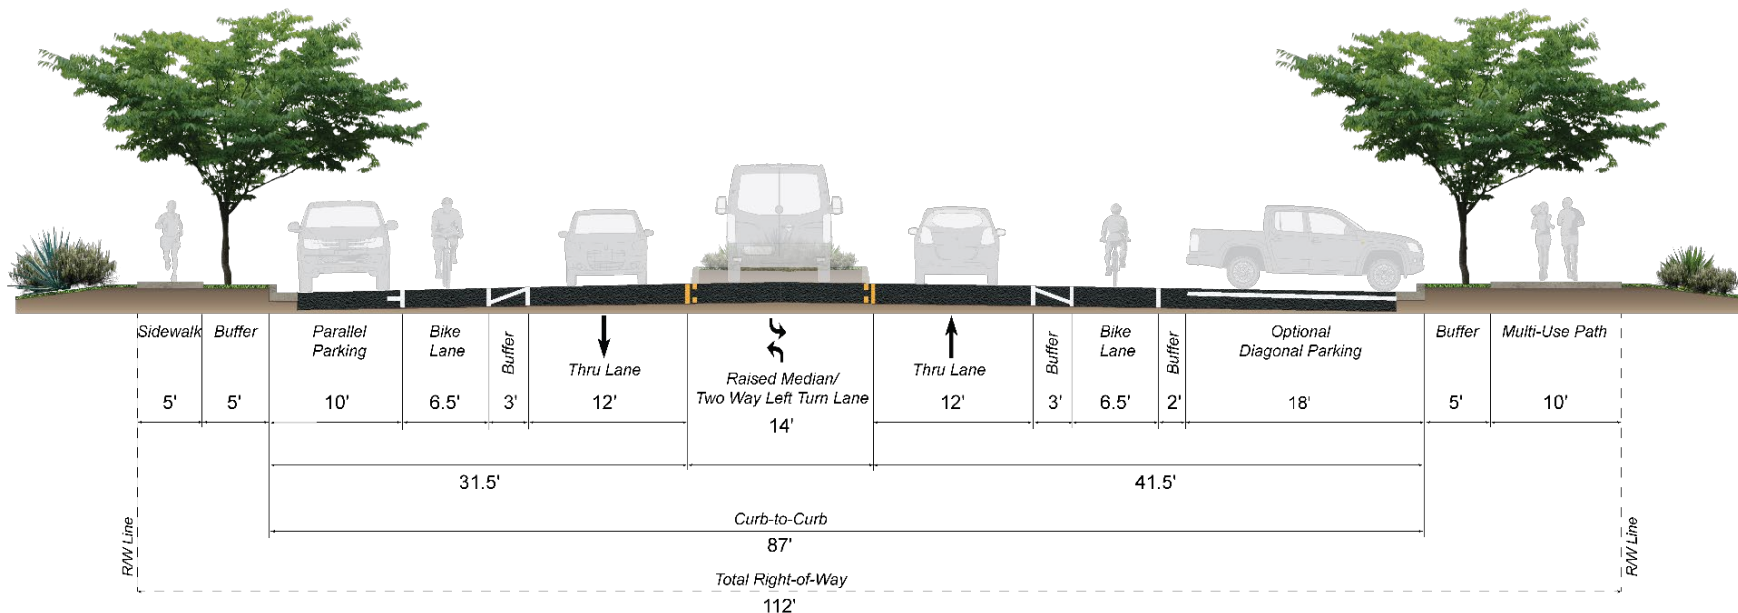 Sidewalk
Buffer
Parallel
Parking
Bike
Lane
Buffer
Thru Lane
Raised Median/
Two Way Left Turn Lane
Thru Lane
Buffer
Bike
Lane
Buffer
Optional
Diagonal Parking
Buffer
Multi-Use Path
5'
5'
10'
6.5'
3'
12'
14'
12'
3'
6.5'
2'
18'
5'
10'
31.5'
41.5'
Curb-to-Curb
87'
R/W Line
R/W Line
Total Right-of-Way
112'